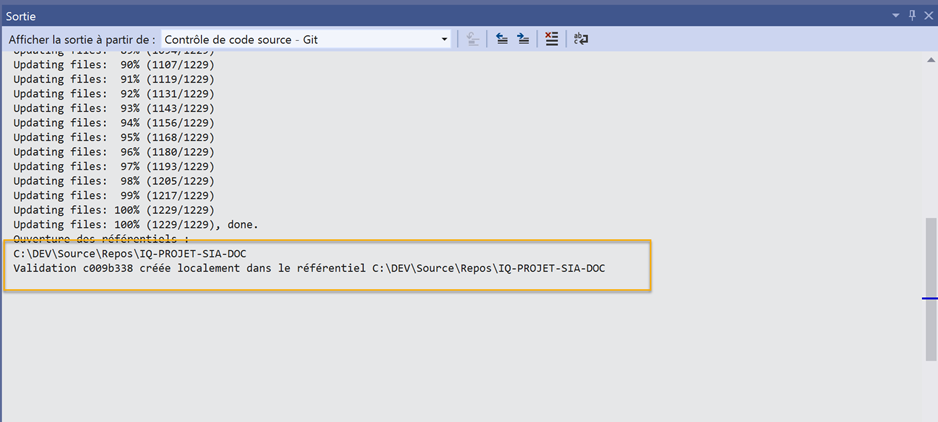 Sortie
Afficher la sortie à partir de : Contrôle de code source - Git
Updating files:  89% (1094/1229)
Updating files:  90% (1107/1229)
Updating files:  91% (1119/1229)
Updating files:  92% (1131/1229)
Updating files:  93% (1143/1229)
Updating files:  94% (1156/1229)
Updating files:  95% (1168/1229)
Updating files:  96% (1180/1229)
Updating files:  97% (1193/1229)
Updating files:  98% (1205/1229)
Updating files:  99% (1217/1229)
Updating files: 100% (1229/1229)
Updating files: 100% (1229/1229), done.
Ouverture des référentiels :
C:\DEV\Source\Repos\IQ-PROJET-SIA-DOC
Validation c009b338 créée localement dans le référentiel C:\DEV\Source\Repos\IQ-PROJET-SIA-DOC